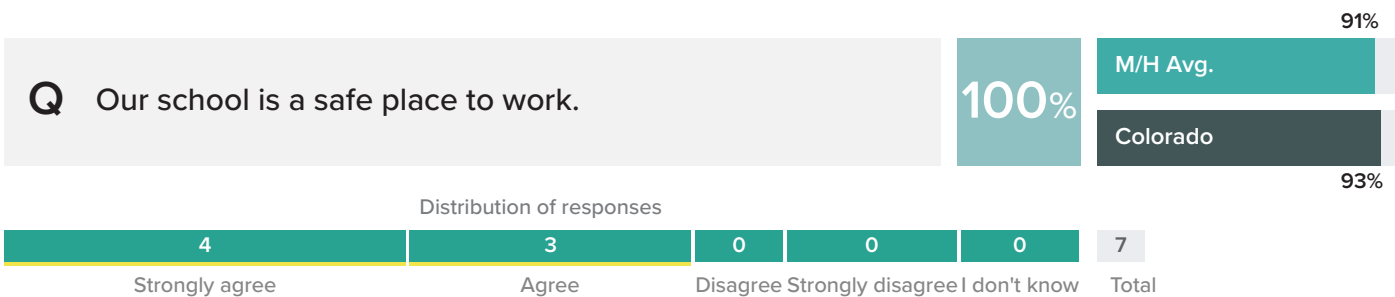 91%
Q Our school is a safe place to work.
100%
M/H Avg.
Colorado
93%
Distribution of responses
4 3 0 0 0 7
Strongly agree Agree Disagree Strongly disagree I don't know Total